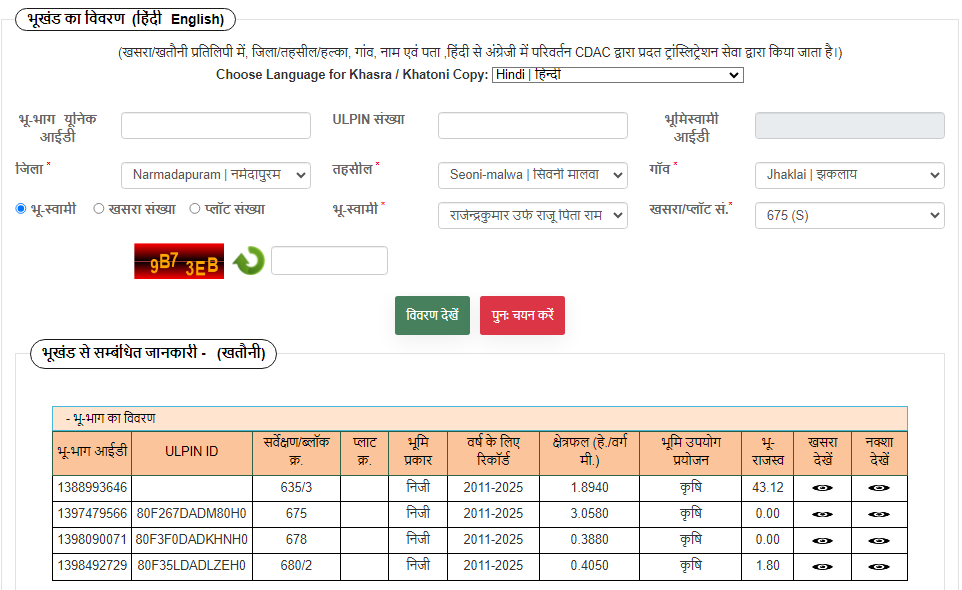 भूखंड का विवरण (हिंदी English)
(खसरा/खतौनी प्रतिलिपी में, जिला/तहसील/हल्का, गांव, नाम एवं पता ,हिंदी से अंग्रेजी में परिवर्तन CDAC द्वारा प्रदत ट्रांस्लिट्रेशन सेवा द्वारा किया जाता है।)
Choose Language for Khasra / Khatoni Copy: Hindi | हिन्दी
भू-भाग यूनिक आईडी ULPIN संख्या भूमिस्वामी आईडी
जिला * Narmadapuram | नर्मदापुरम तहसील * Seoni-malwa | सिवनी मालवा गाँव * Jhaklai | झकलाय
भू-स्वामी खसरा संख्या प्लॉट संख्या भू-स्वामी * राजेन्द्रकुमार उर्फ राजू पिता राम खसरा/प्लॉट सं.* 675 (S)
9B7 3EB
विवरण देखें पुनः चयन करें
भूखंड से सम्बंधित जानकारी - (खतौनी)
- भू-भाग का विवरण
भू-भाग आईडी ULPIN ID सर्वेक्षण/ब्लॉक क्र. प्लाट क्र. भूमि प्रकार वर्ष के लिए रिकॉर्ड क्षेत्रफल (हे./वर्ग मी.) भूमि उपयोग प्रयोजन भू-राजस्व खसरा देखें नक्शा देखें
1388993646 635/3 निजी 2011-2025 1.8940 कृषि 43.12
1397479566 80F267DADM80H0 675 निजी 2011-2025 3.0580 कृषि 0.00
1398090071 80F3F0DADKHNH0 678 निजी 2011-2025 0.3880 कृषि 0.00
1398492729 80F35LDADLZEH0 680/2 निजी 2011-2025 0.4050 कृषि 1.80